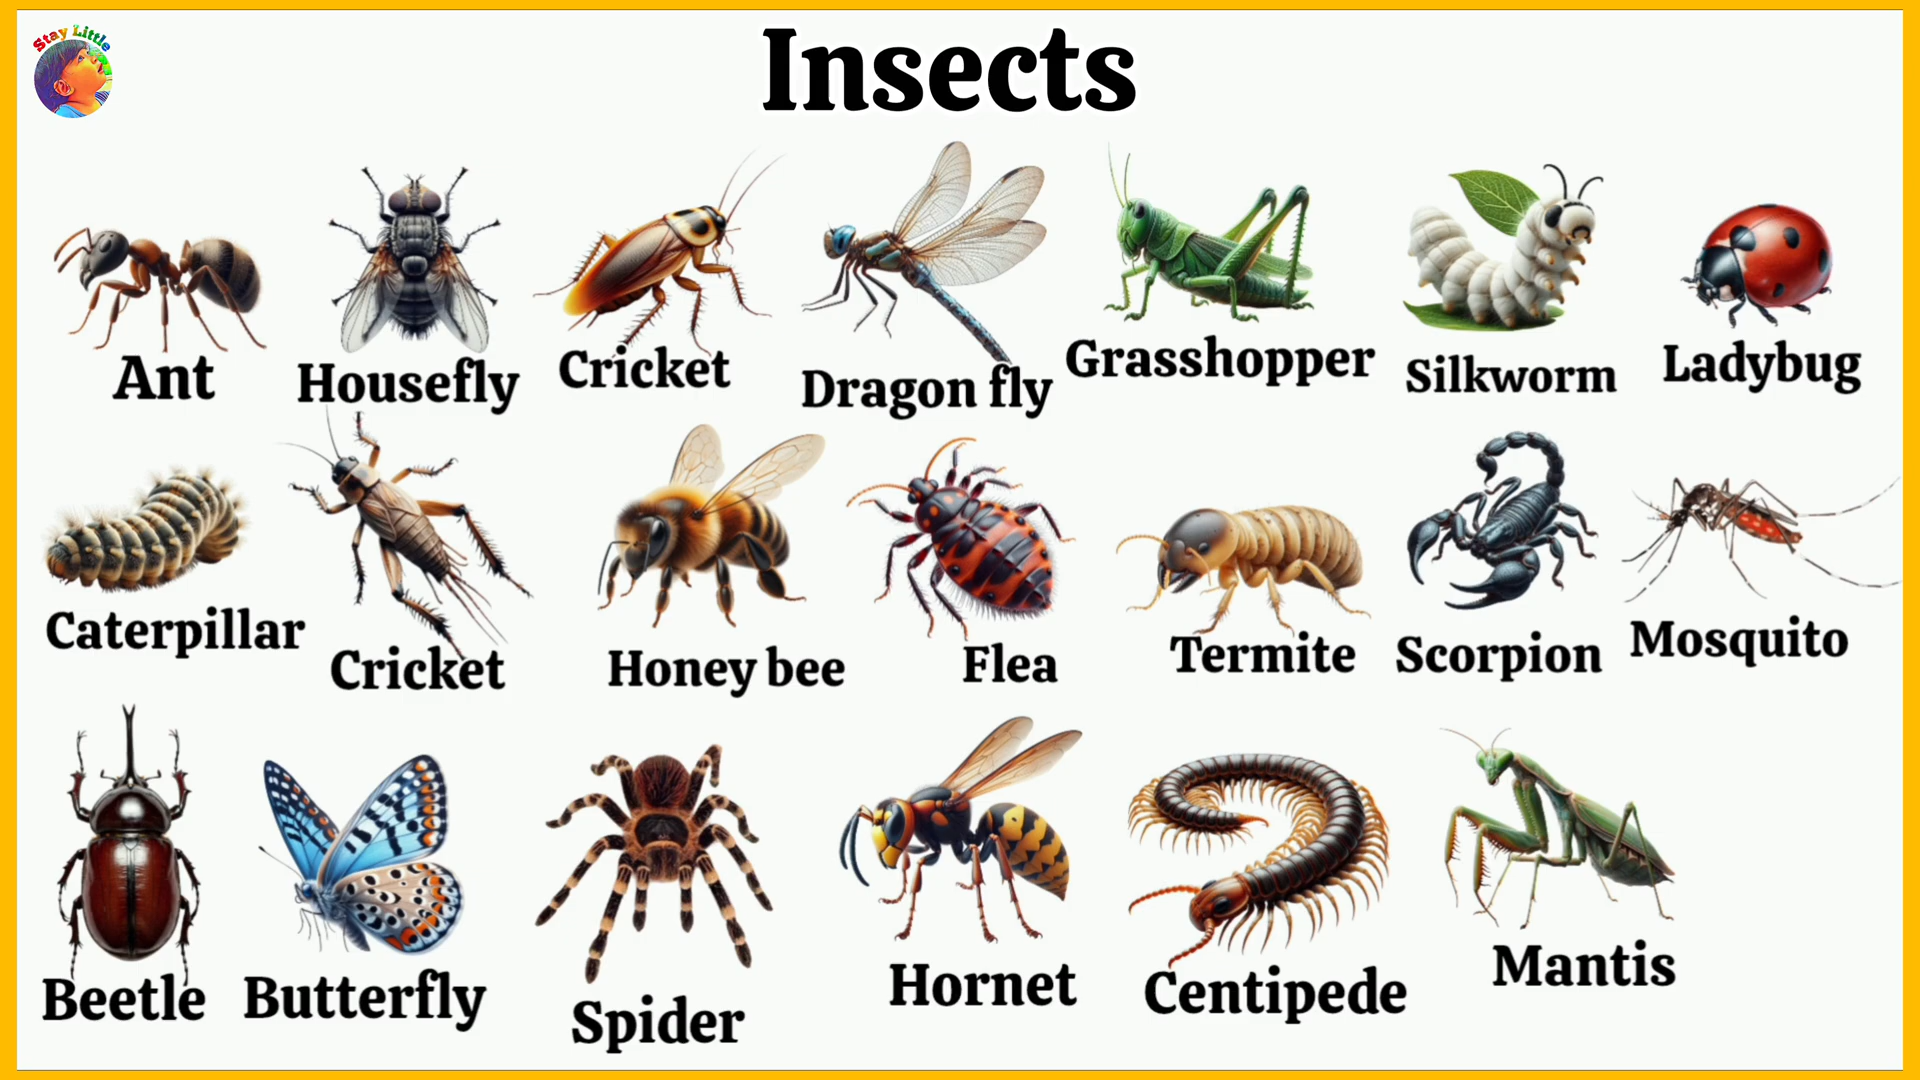 Stay Little
Insects
Ant
Housefly
Cricket
Dragon fly
Grasshopper
Silkworm
Ladybug
Caterpillar
Cricket
Honey bee
Flea
Termite
Scorpion
Mosquito
Beetle
Butterfly
Spider
Hornet
Centipede
Mantis